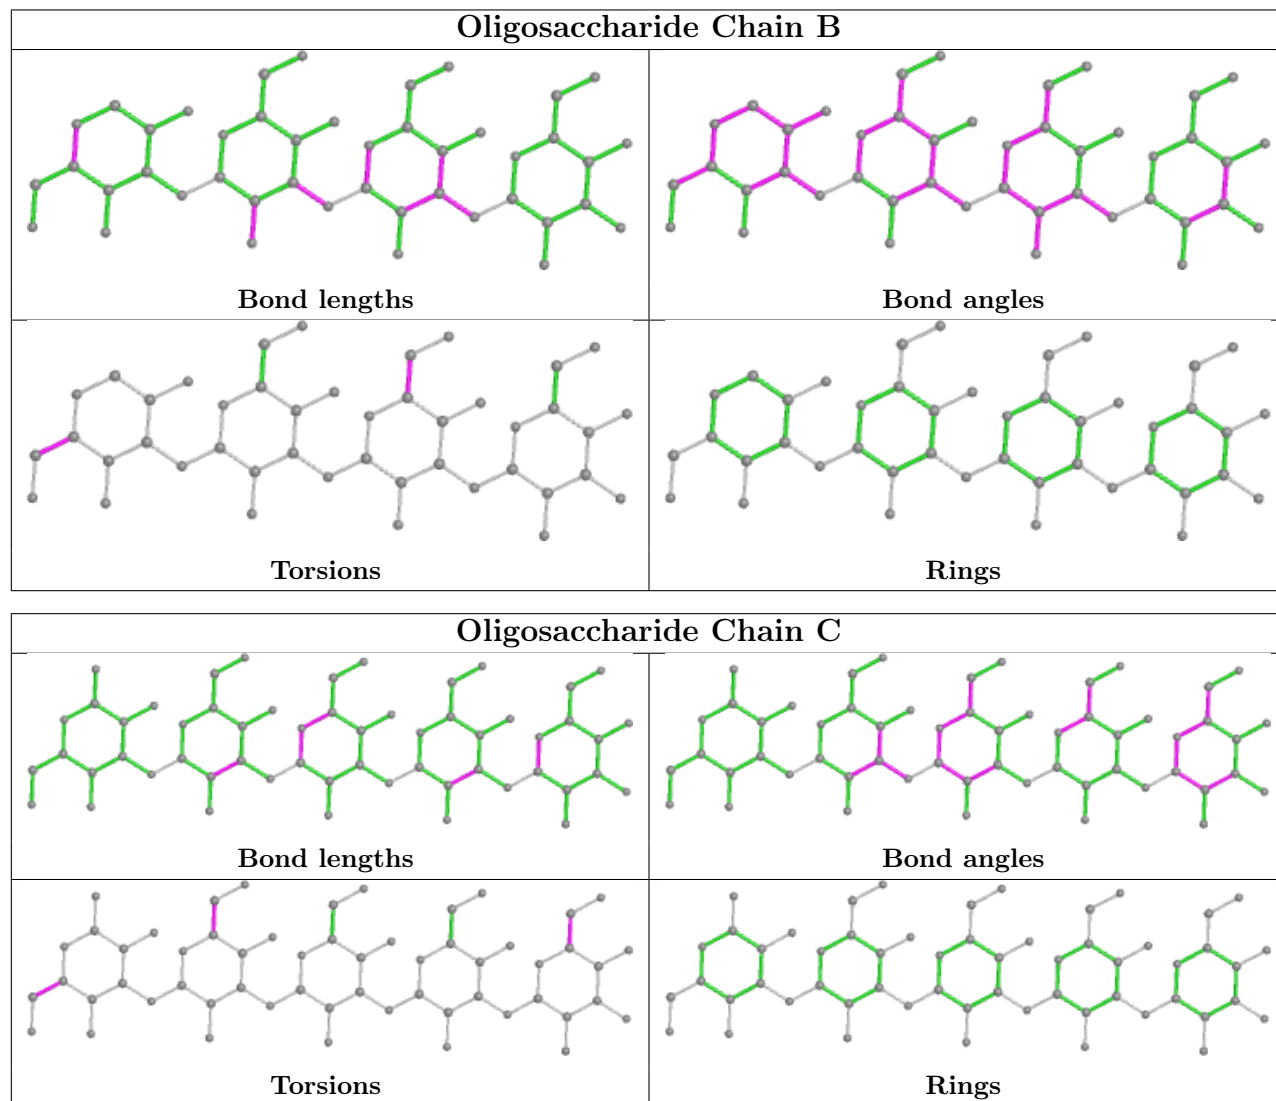 Oligosaccharide Chain B
Bond lengths
Bond angles
Torsions
Rings
Oligosaccharide Chain C
Bond lengths
Bond angles
Torsions
Rings